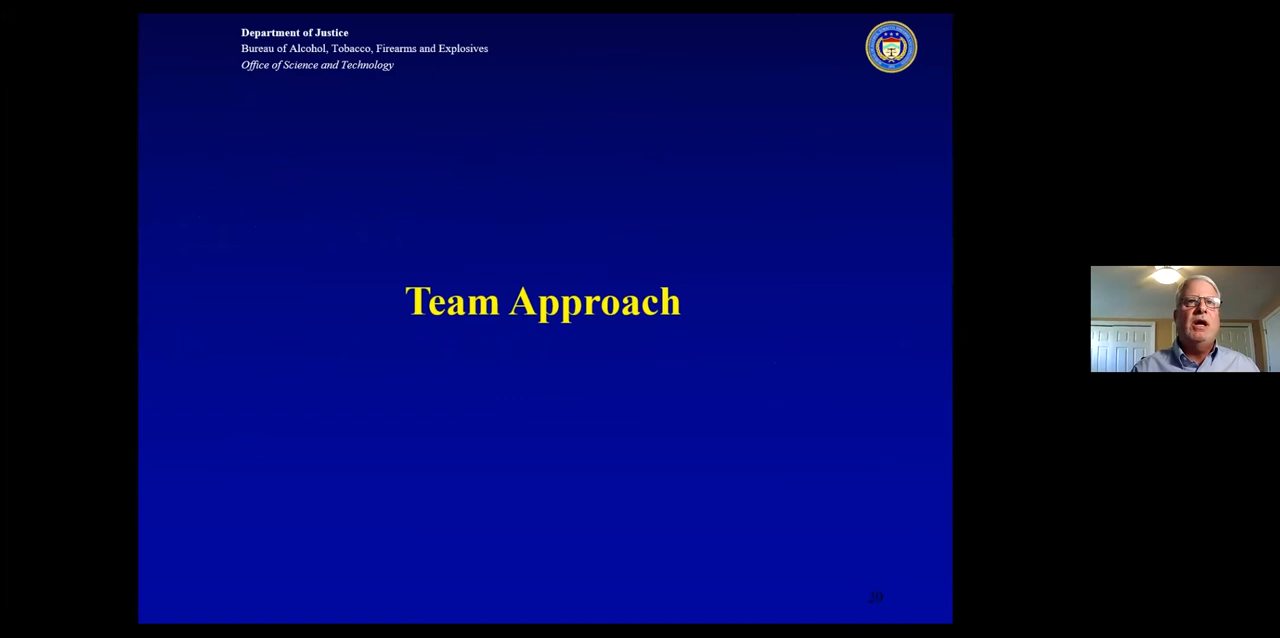 Department of Justice
Bureau of Alcohol, Tobacco, Firearms and Explosives
Office of Science and Technology
Team Approach